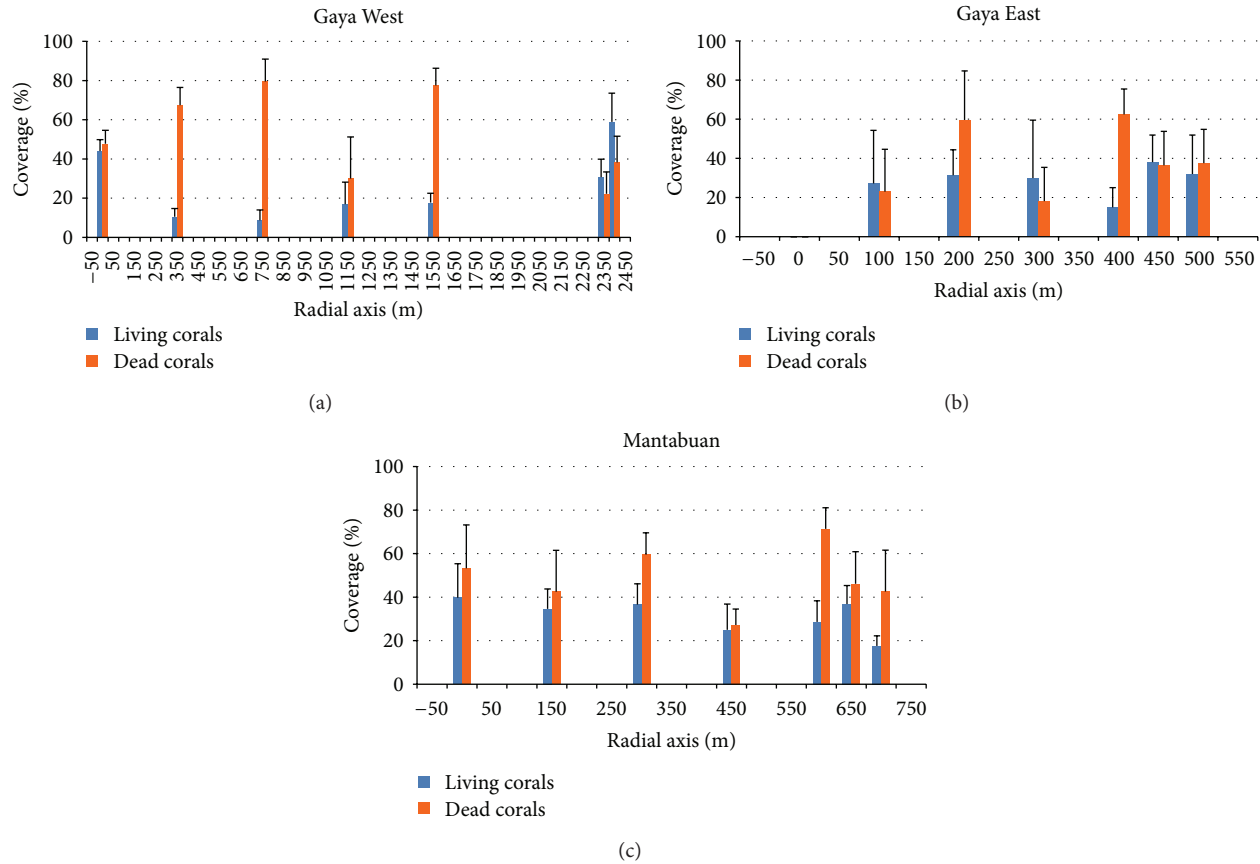 Gaya West
100
80
60
40
20
0
Coverage (%)
−50
50
150
250
350
450
550
650
750
850
950
1050
1150
1250
1350
1450
1550
1650
1750
1850
1950
2050
2150
2250
2350
2450
Radial axis (m)
Living corals
Dead corals
(a)
Gaya East
100
80
60
40
20
0
Coverage (%)
−50 0 50 100 200 300 400 450 500 550
Radial axis (m)
Living corals
Dead corals
(b)
Mantabuan
100
80
60
40
20
0
Coverage (%)
−50 50 150 250 350 450 550 650 750
Radial axis (m)
Living corals
Dead corals
(c)